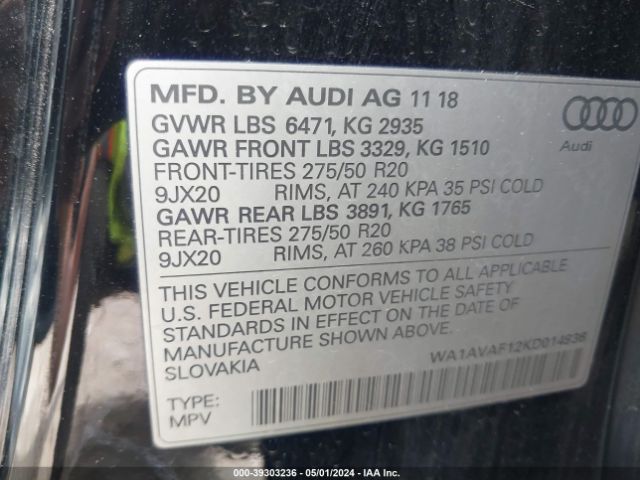 MFD. BY AUDI AG 11 18
GVWR LBS 6471, KG 2935
GAWR FRONT LBS 3329, KG 1510
FRONT-TIRES 275/50 R20
9JX20 RIMS, AT 240 KPA 35 PSI COLD
GAWR REAR LBS 3891, KG 1765
REAR-TIRES 275/50 R20
9JX20 RIMS, AT 260 KPA 38 PSI COLD
Audi
THIS VEHICLE CONFORMS TO ALL APPLICABLE
U.S. FEDERAL MOTOR VEHICLE SAFETY
STANDARDS IN EFFECT ON THE DATE OF
MANUFACTURE SHOWN ABOVE.
SLOVAKIA
WA1AVAF12KD014936
TYPE:
MPV
000-39303236 - 05/01/2024 - IAA Inc.